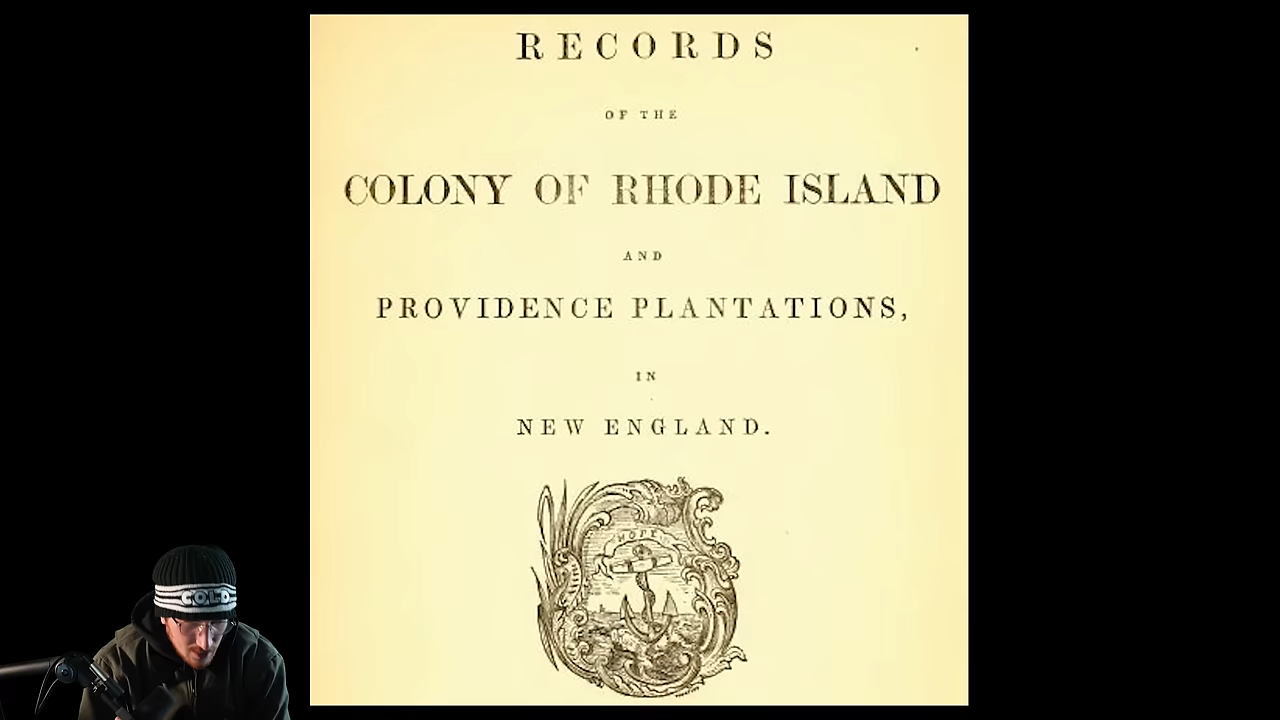 RECORDS
OF THE
COLONY OF RHODE ISLAND
AND
PROVIDENCE PLANTATIONS,
IN
NEW ENGLAND.
HOPE
COLD